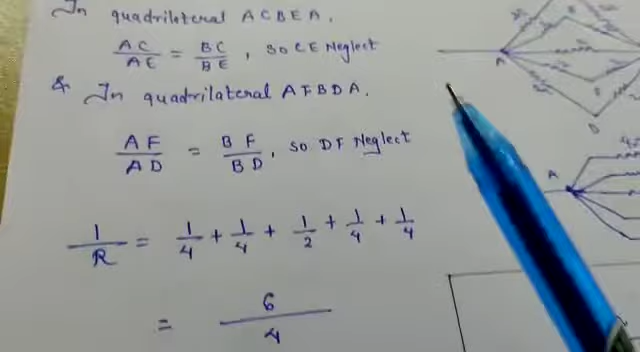 In quadrilateral ACBEA,
AC/AE = BC/BE, so CE Neglect
& In quadrilateral AFBDA,
AF/AD = BF/BD, so DF Neglect
1/R = 1/4 + 1/4 + 1/2 + 1/4 + 1/4
= 6/4
A
D
A